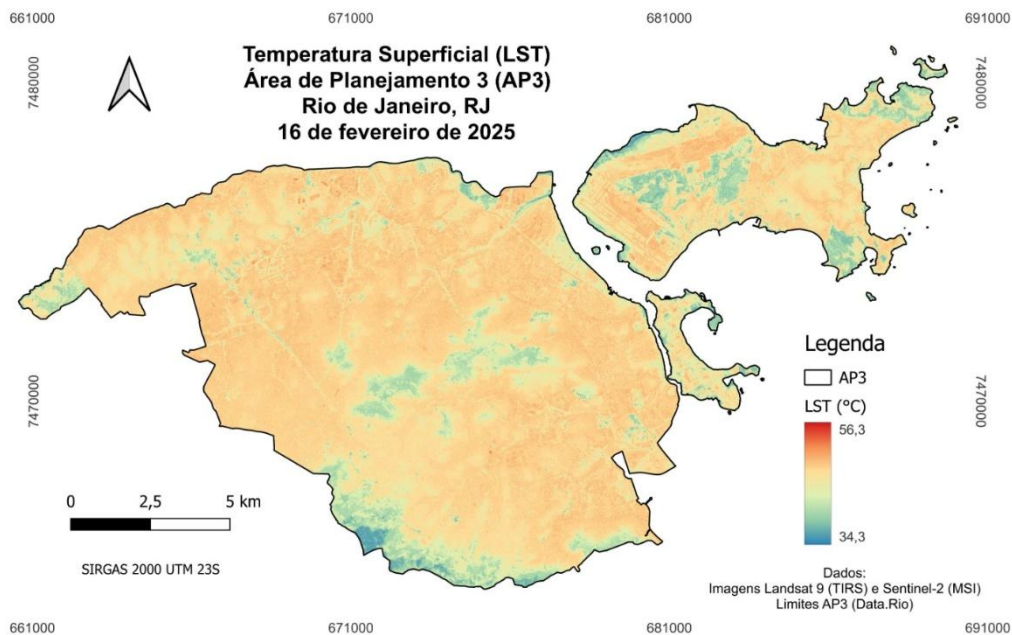 661000
671000
681000
691000
Temperatura Superficial (LST)
Área de Planejamento 3 (AP3)
Rio de Janeiro, RJ
16 de fevereiro de 2025
7480000
7480000
7470000
7470000
Legenda
AP3
LST (°C)
56,3
34,3
0 2,5 5 km
SIRGAS 2000 UTM 23S
Dados:
Imagens Landsat 9 (TIRS) e Sentinel-2 (MSI)
Limites AP3 (Data.Rio)
661000
671000
681000
691000